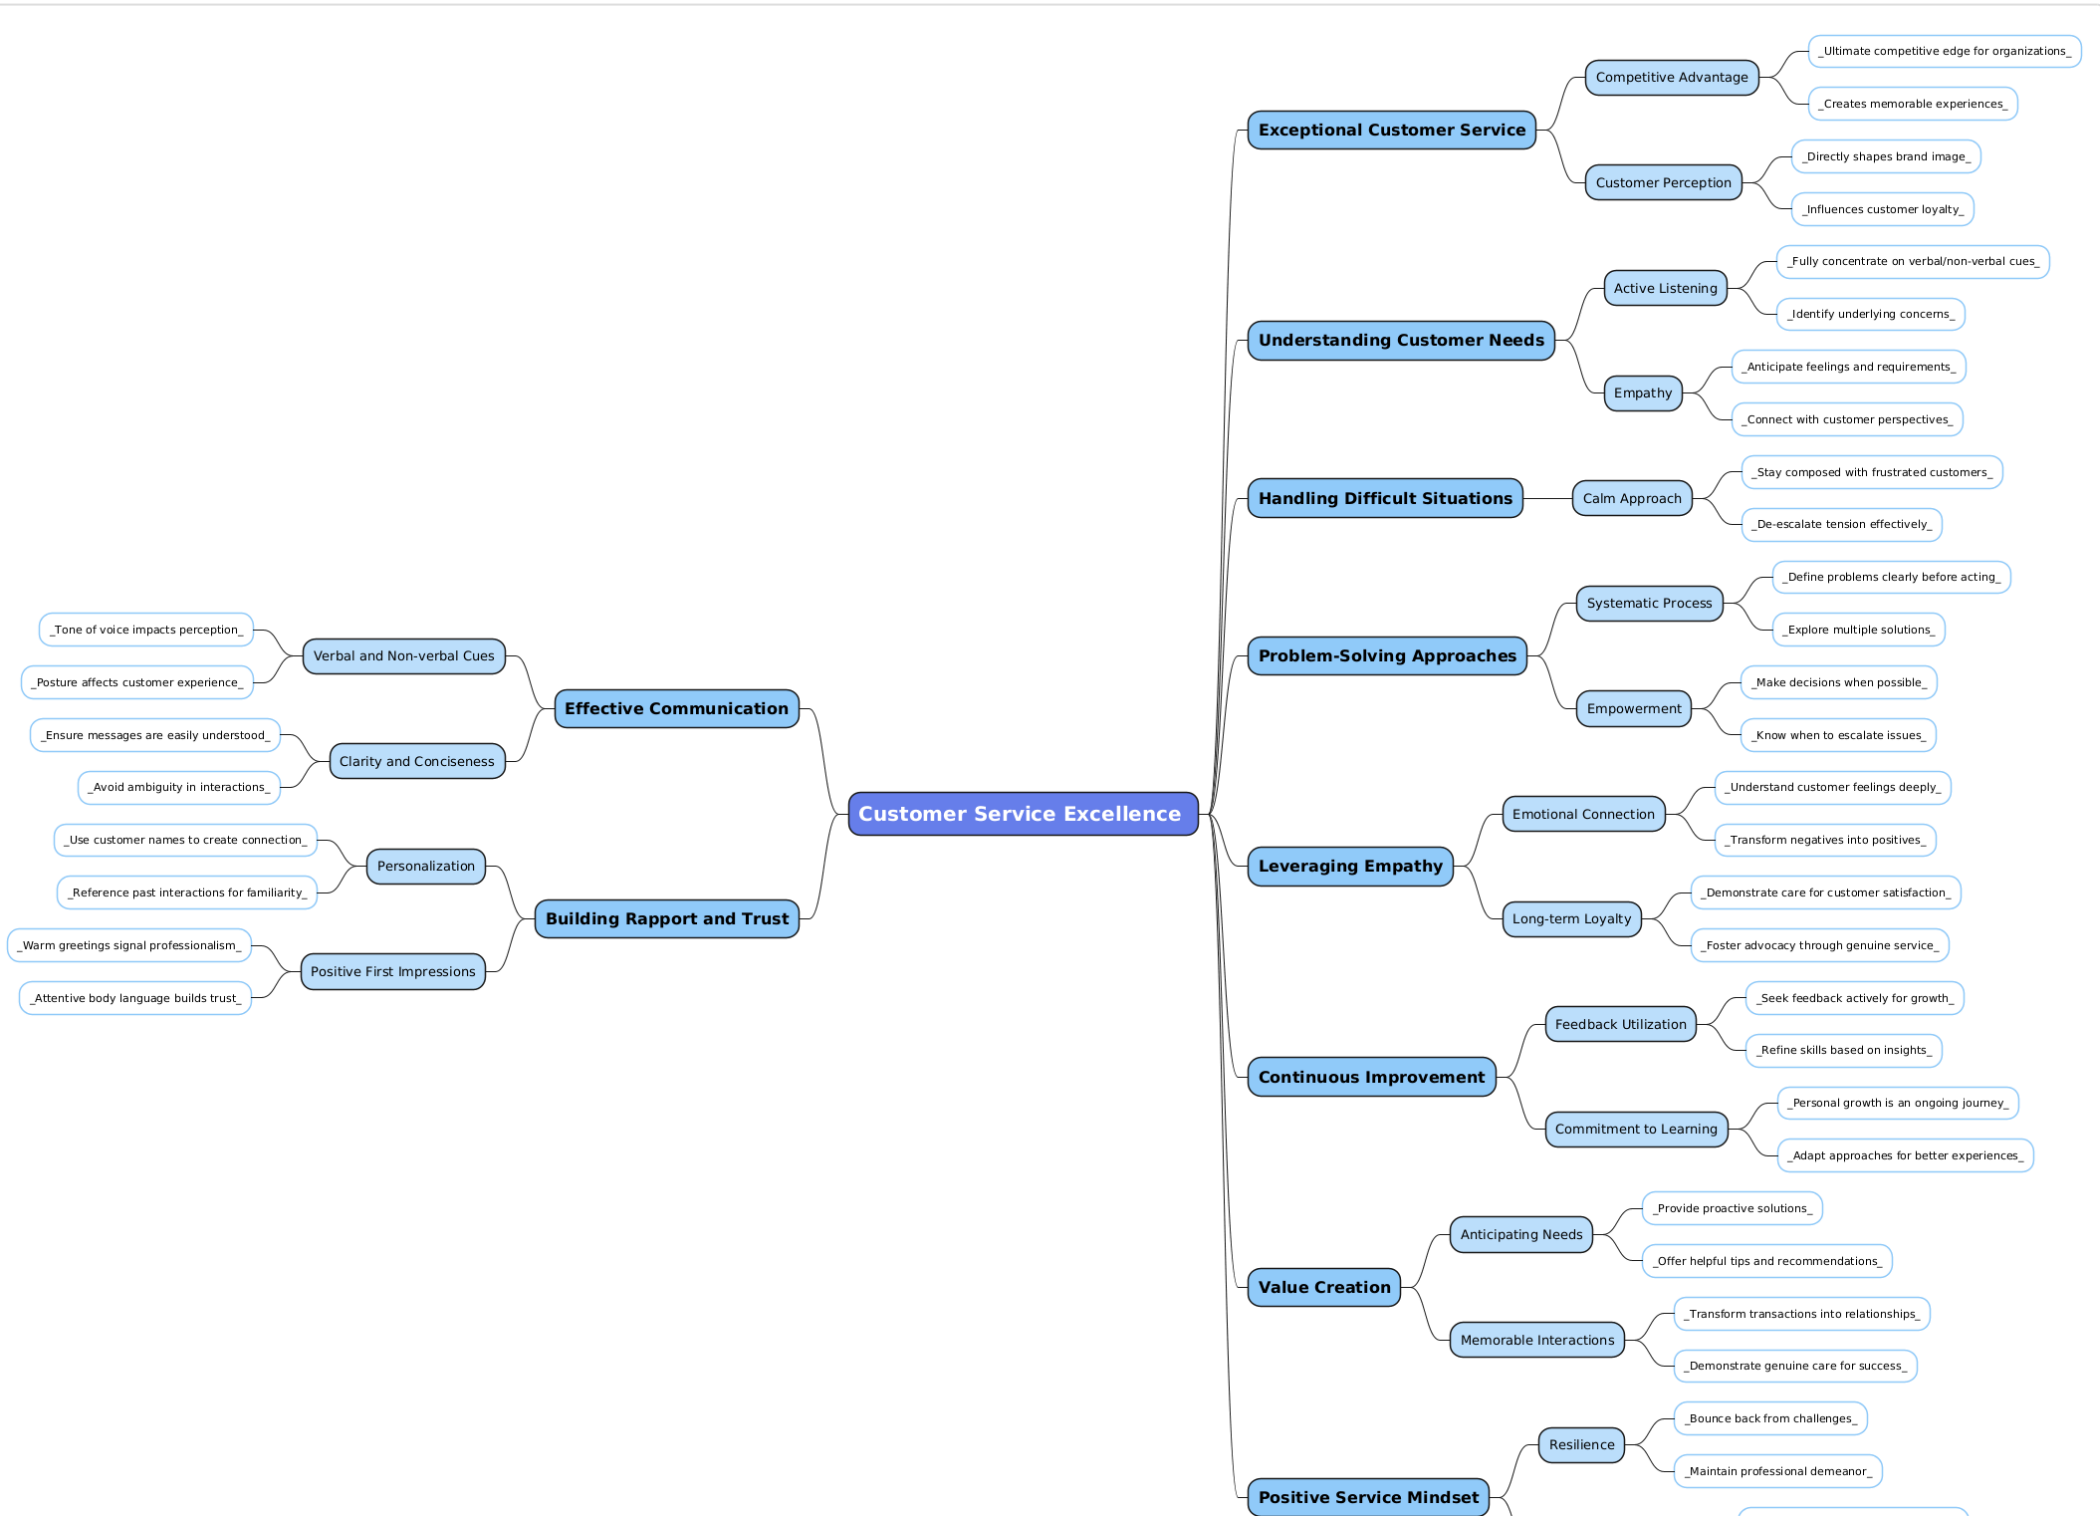 Customer Service Excellence
Effective Communication
Verbal and Non-verbal Cues
_Tone of voice impacts perception_
_Posture affects customer experience_
Clarity and Conciseness
_Ensure messages are easily understood_
_Avoid ambiguity in interactions_
Building Rapport and Trust
Personalization
_Use customer names to create connection_
_Reference past interactions for familiarity_
Positive First Impressions
_Warm greetings signal professionalism_
_Attentive body language builds trust_
Exceptional Customer Service
Competitive Advantage
_Ultimate competitive edge for organizations_
_Creates memorable experiences_
Customer Perception
_Directly shapes brand image_
_Influences customer loyalty_
Understanding Customer Needs
Active Listening
_Fully concentrate on verbal/non-verbal cues_
_Identify underlying concerns_
Empathy
_Anticipate feelings and requirements_
_Connect with customer perspectives_
Handling Difficult Situations
Calm Approach
_Stay composed with frustrated customers_
_De-escalate tension effectively_
Problem-Solving Approaches
Systematic Process
_Define problems clearly before acting_
_Explore multiple solutions_
Empowerment
_Make decisions when possible_
_Know when to escalate issues_
Leveraging Empathy
Emotional Connection
_Understand customer feelings deeply_
_Transform negatives into positives_
Long-term Loyalty
_Demonstrate care for customer satisfaction_
_Foster advocacy through genuine service_
Continuous Improvement
Feedback Utilization
_Seek feedback actively for growth_
_Refine skills based on insights_
Commitment to Learning
_Personal growth is an ongoing journey_
_Adapt approaches for better experiences_
Value Creation
Anticipating Needs
_Provide proactive solutions_
_Offer helpful tips and recommendations_
Memorable Interactions
_Transform transactions into relationships_
_Demonstrate genuine care for success_
Positive Service Mindset
Resilience
_Bounce back from challenges_
_Maintain professional demeanor_